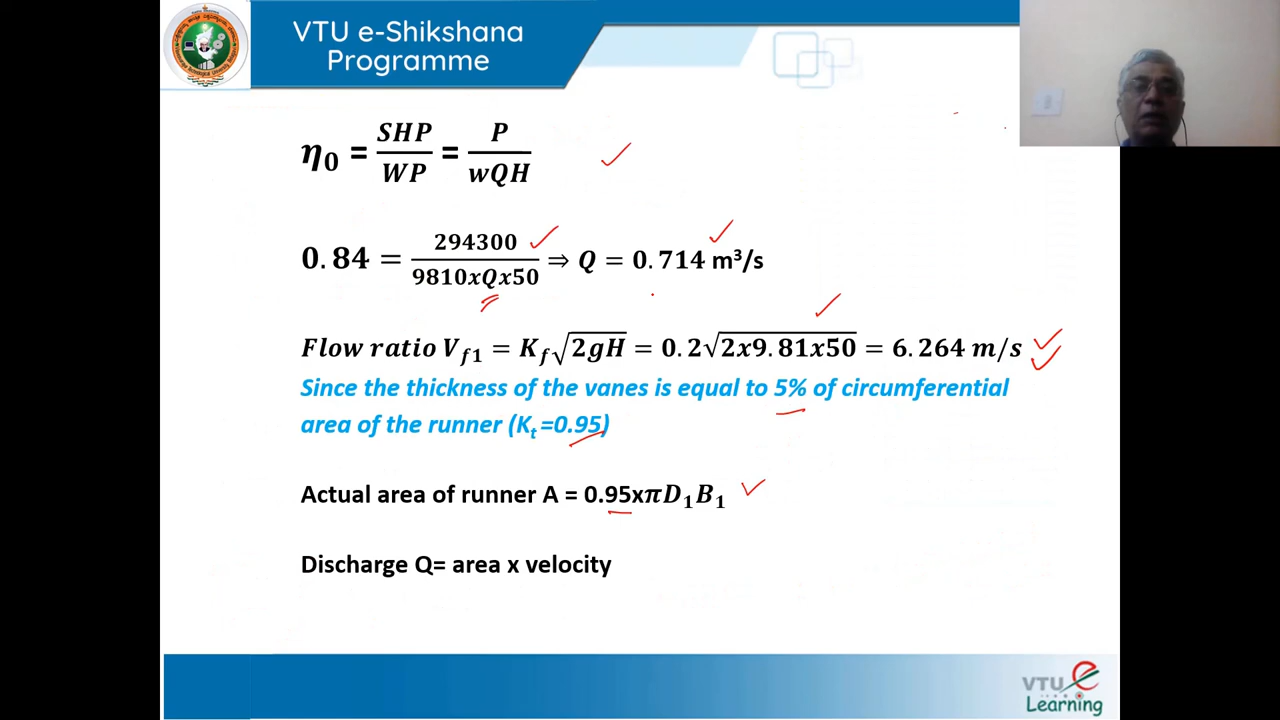 VTU e-Shikshana
Programme
η₀ = SHP/WP = P/wQH
0.84 = 294300/9810xQx50 ⇒ Q = 0.714 m³/s
Flow ratio V_f1 = K_f√2gH = 0.2√2x9.81x50 = 6.264 m/s
Since the thickness of the vanes is equal to 5% of circumferential
area of the runner (Kt =0.95)
Actual area of runner A = 0.95xπD₁B₁
Discharge Q= area x velocity
VTU e
Learning